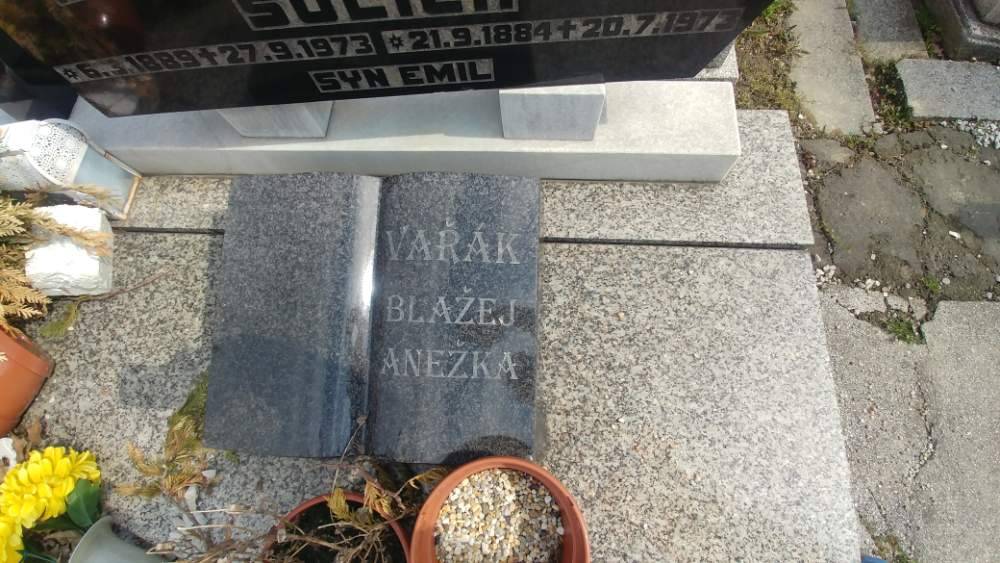 *6.3.1889✝27.9.1973 *21.9.1884✝20.7.1973
SYN EMIL
VAŘÁK
BLAŽEJ
ANEŽKA